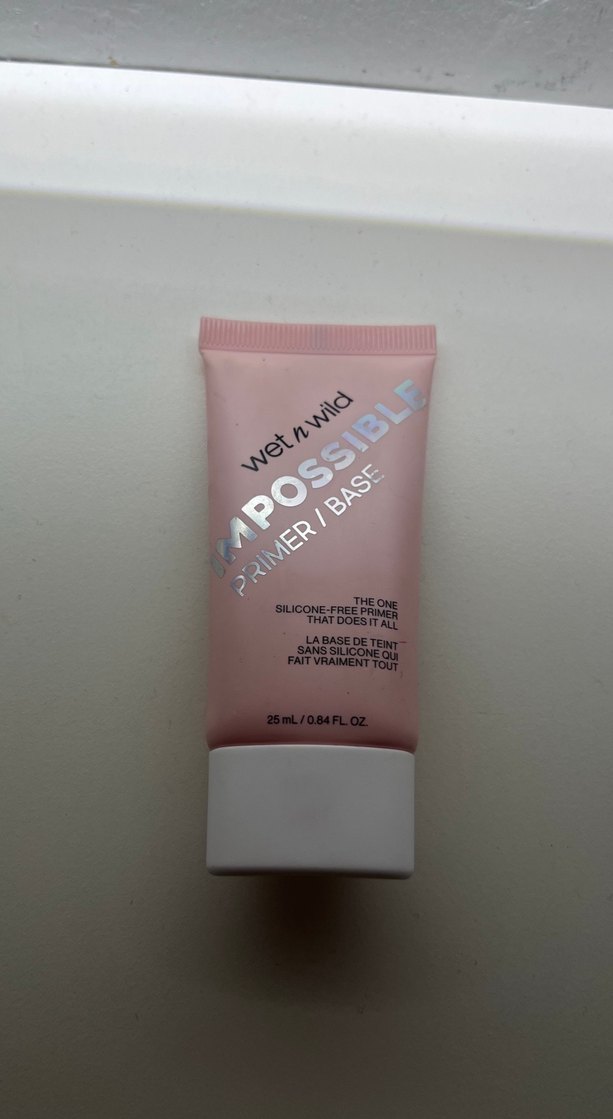 wet n wild
IMPOSSIBLE
PRIMER / BASE
THE ONE
SILICONE-FREE PRIMER
THAT DOES IT ALL
LA BASE DE TEINT
SANS SILICONE QUI
FAIT VRAIMENT TOUT
25 mL / 0.84 FL. OZ.